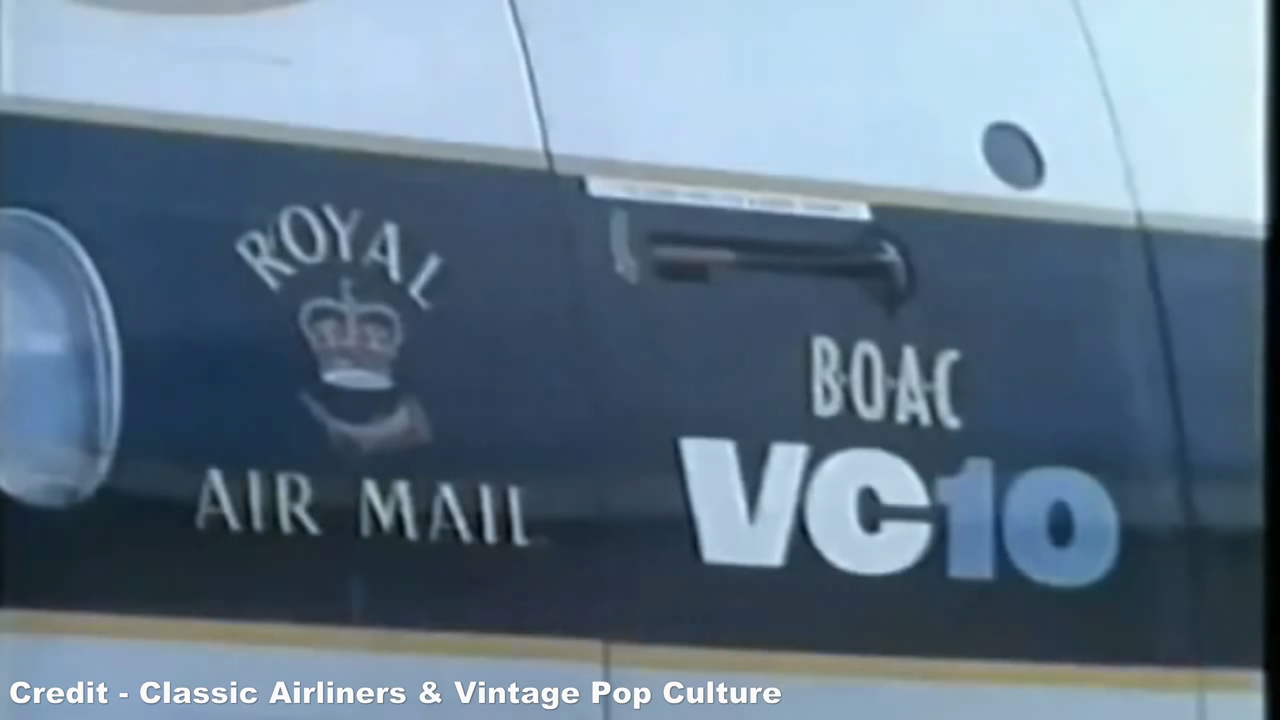 ROYAL
AIR MAIL
B·O·A·C
VC10
Credit - Classic Airliners & Vintage Pop Culture